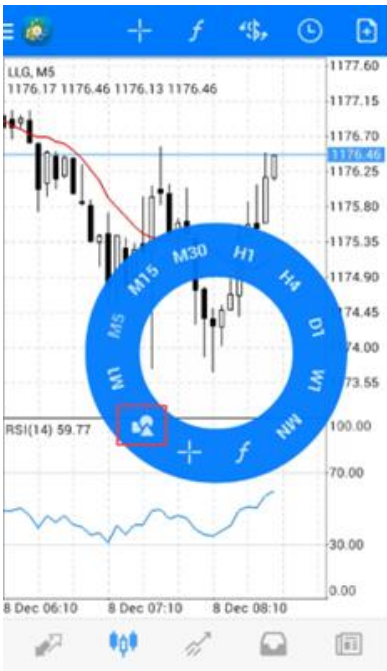 f
1177.60
LLG, M5
1176.17 1176.46 1176.13 1176.46
1177.15
1176.70
1176.46
1176.25
1175.80
1175.35
M1 M5 M15 M30 H1 H4 D1 W1 MN
1174.90
74.45
74.00
73.55
f
100.00
RSI(14) 59.77
70.00
30.00
0.00
8 Dec 06:10 8 Dec 07:10 8 Dec 08:10